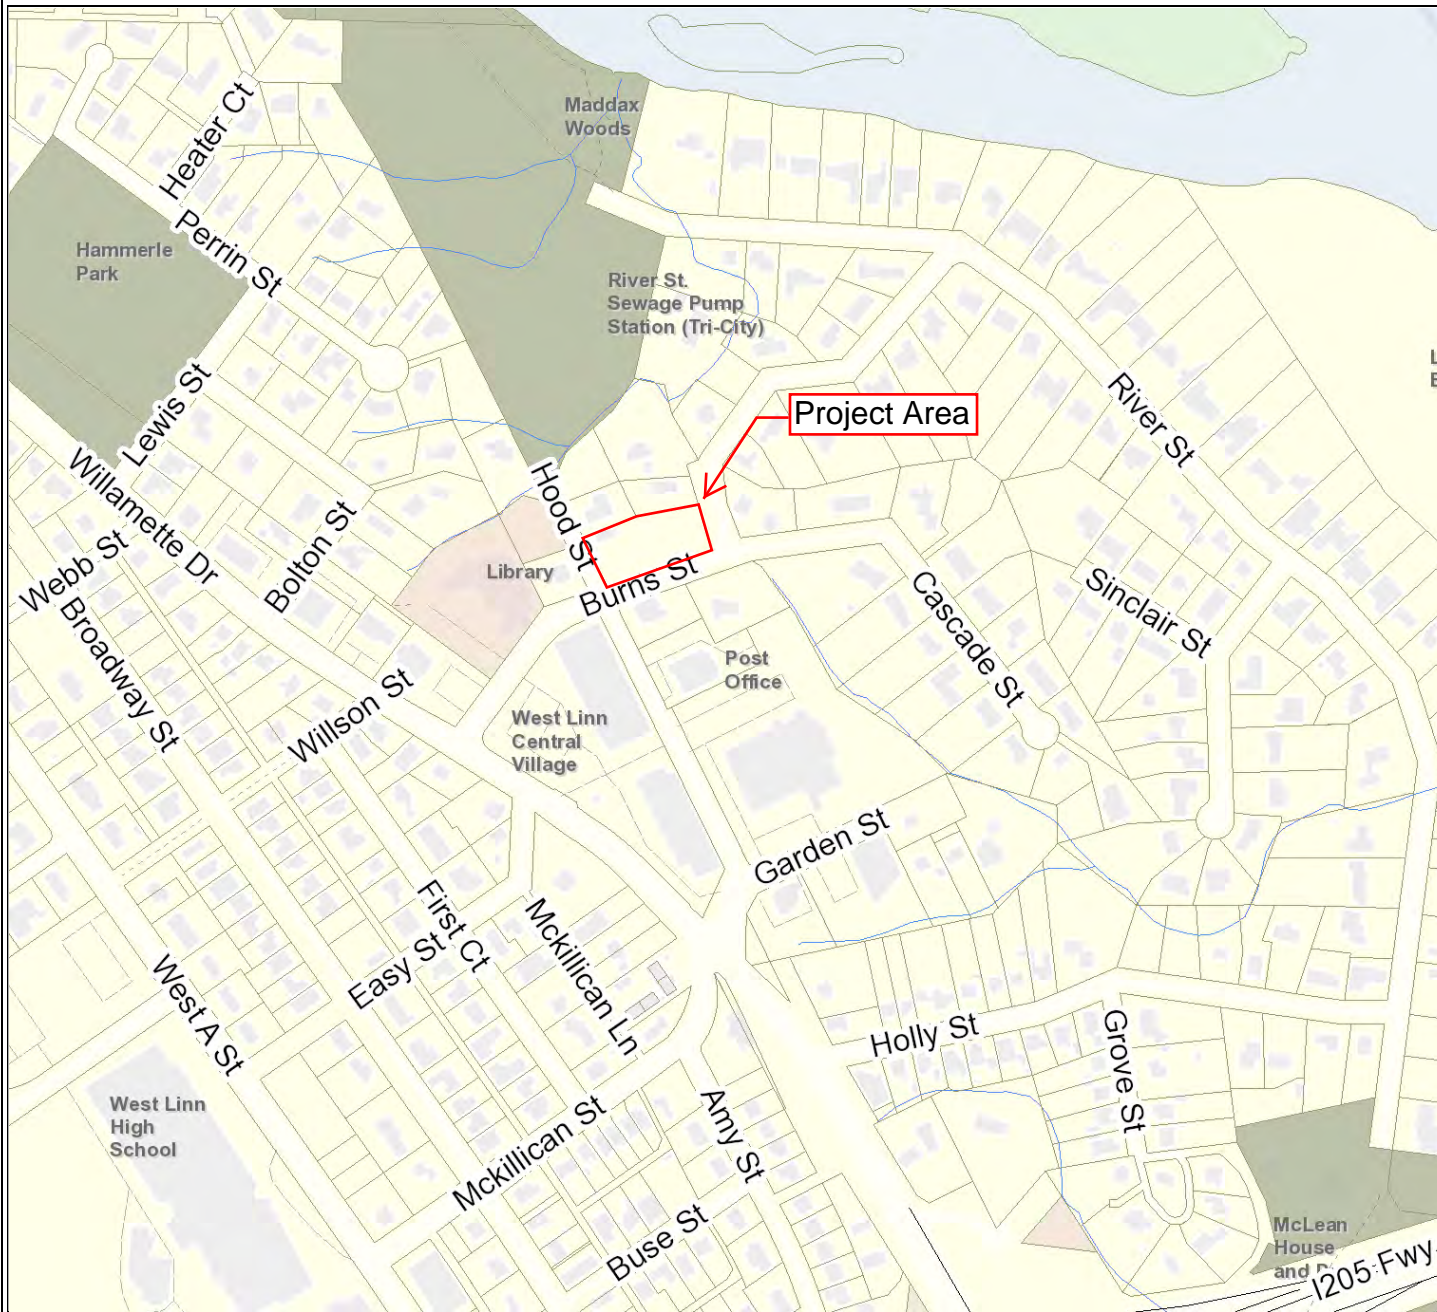 Maddax
Woods
Heater Ct
Perrin St
Hammerle
Park
River St.
Sewage Pump
Station (Tri-City)
Lewis St
Project Area
River St
Willamette Dr
Hood St
Webb St
Bolton St
Library
Burns St
Broadway St
Cascade St
Sinclair St
Post
Office
Willson St
West Linn
Central
Village
Garden St
First Ct
Mckillican Ln
Easy St
West A St
Holly St
Grove St
West Linn
High
School
Mckillican St
Amy St
Buse St
McLean
House
and
I205 Fwy